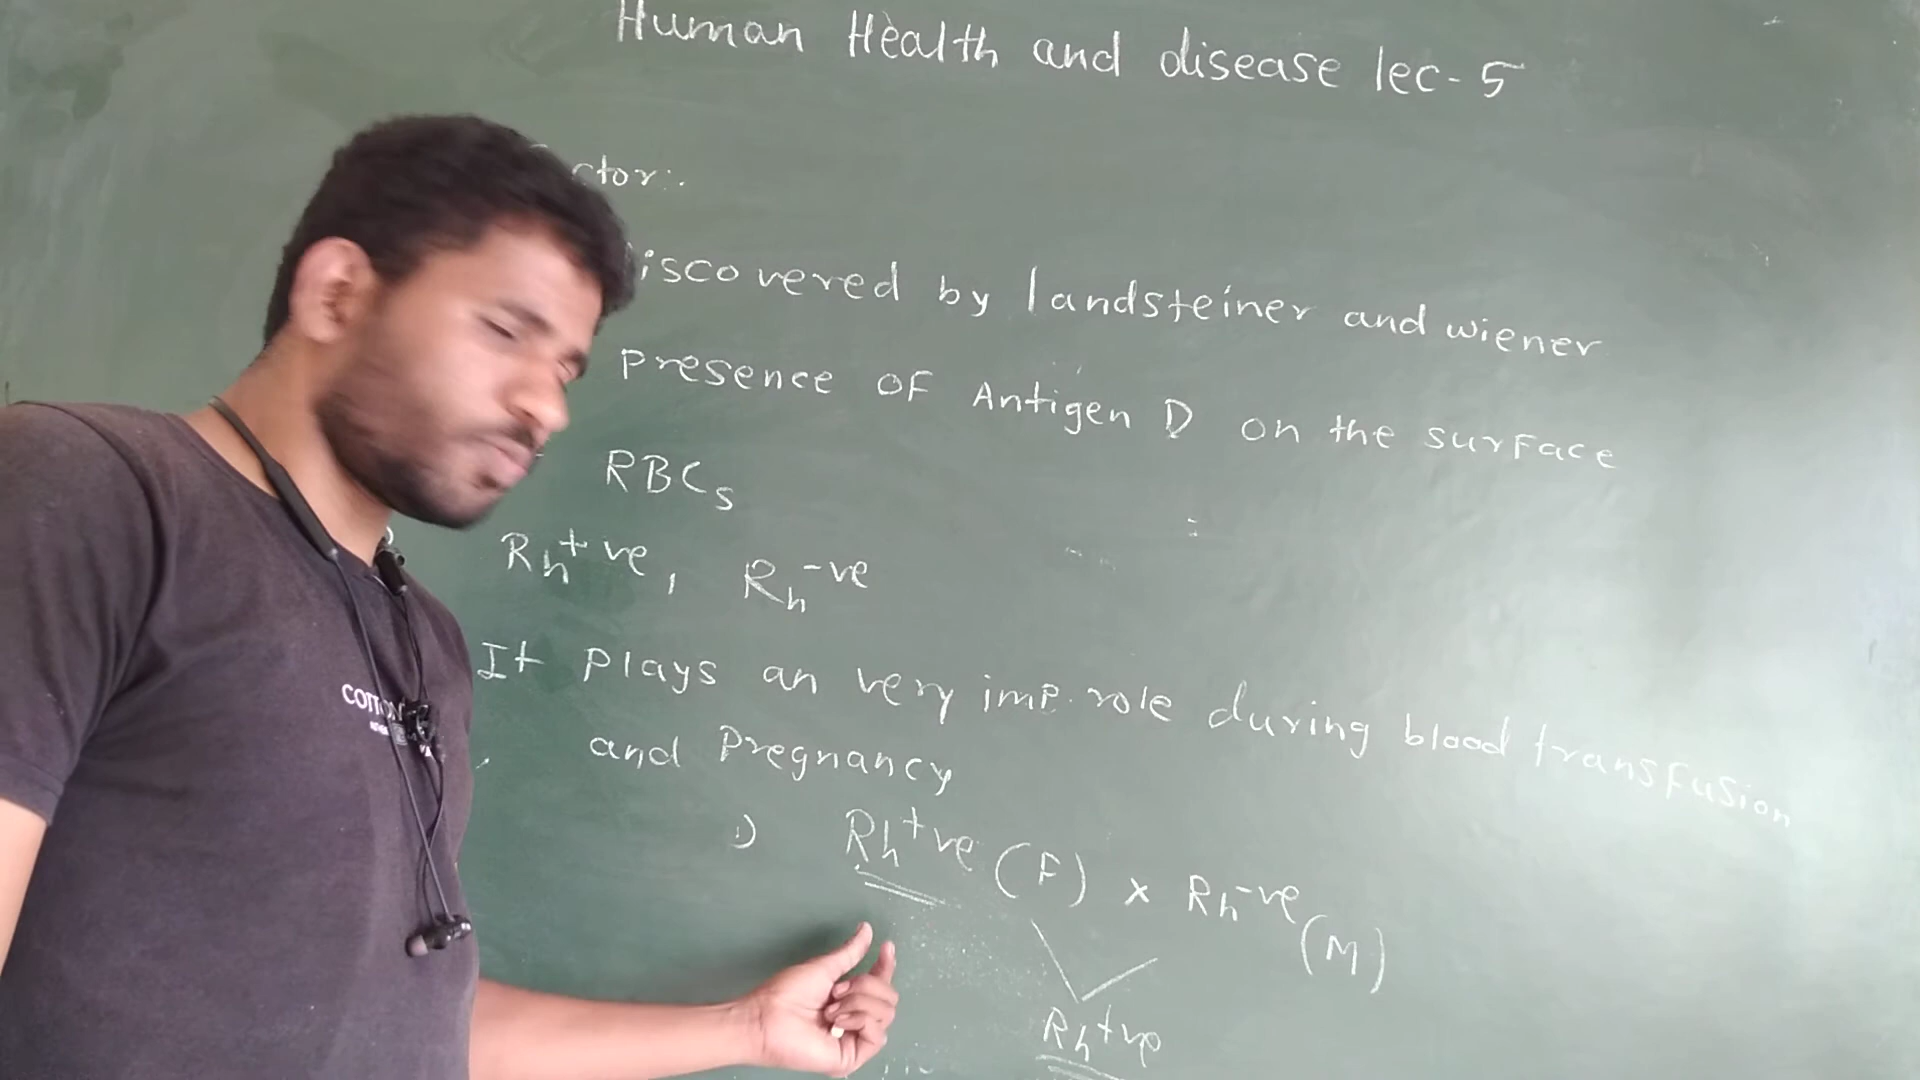 Human Health and disease lec-5
ctor:.
iscovered by landsteiner and wiener
presence of Antigen D on the surface
RBCs
Rh+ve, Rh-ve
It plays an very imp. role during blood transfusion
and pregnancy
1) Rh+ve (F) x Rh-ve (M)
Rh+ve
COTTON